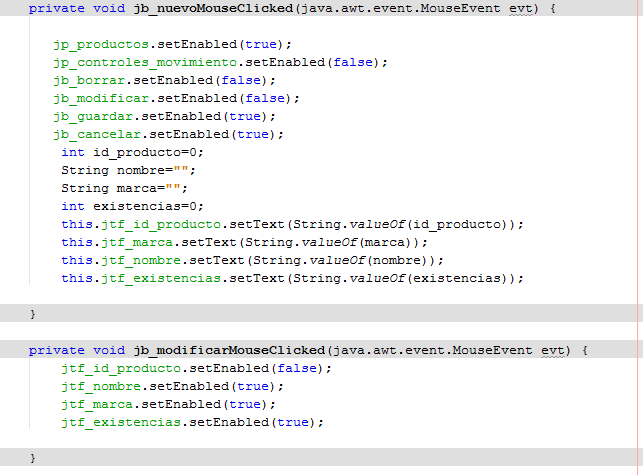 private void jb_nuevoMouseClicked(java.awt.event.MouseEvent evt) {
jp_productos.setEnabled(true);
jp_controles_movimiento.setEnabled(false);
jb_borrar.setEnabled(false);
jb_modificar.setEnabled(false);
jb_guardar.setEnabled(true);
jb_cancelar.setEnabled(true);
int id_producto=0;
String nombre="";
String marca="";
int existencias=0;
this.jtf_id_producto.setText(String.valueOf(id_producto));
this.jtf_marca.setText(String.valueOf(marca));
this.jtf_nombre.setText(String.valueOf(nombre));
this.jtf_existencias.setText(String.valueOf(existencias));
}
private void jb_modificarMouseClicked(java.awt.event.MouseEvent evt) {
jtf_id_producto.setEnabled(false);
jtf_nombre.setEnabled(true);
jtf_marca.setEnabled(true);
jtf_existencias.setEnabled(true);
}